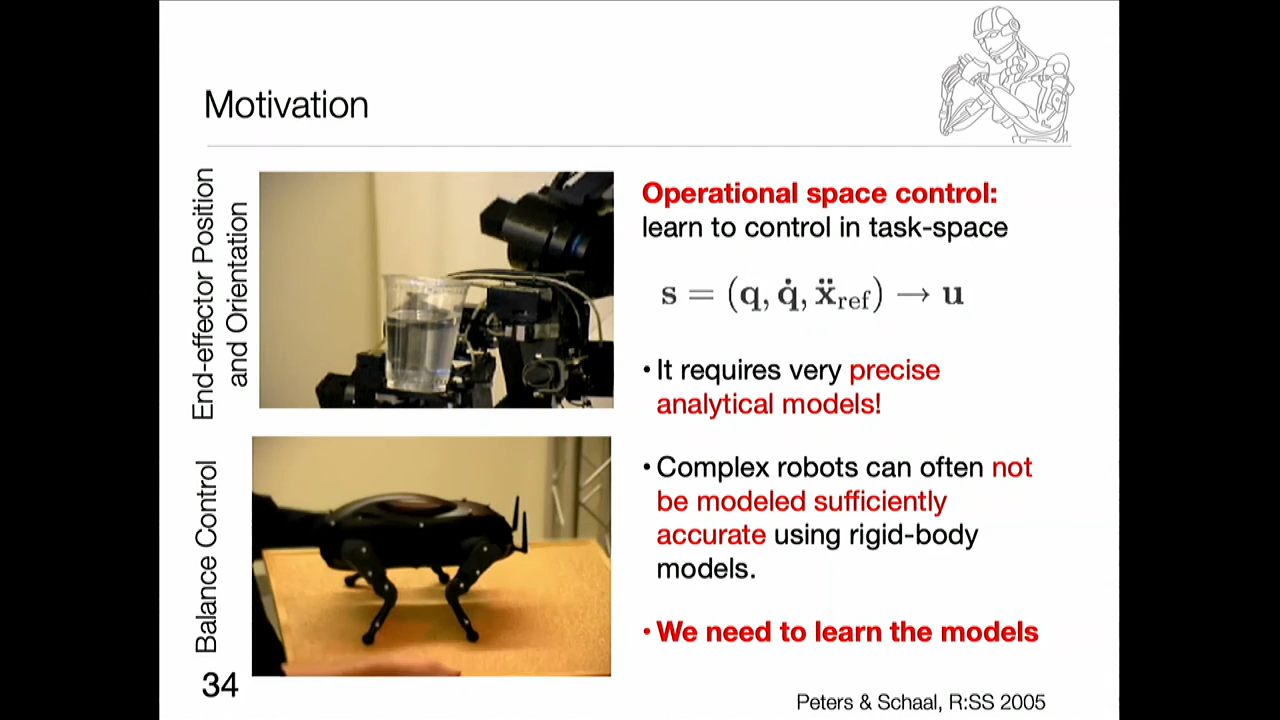 Motivation
End-effector Position
and Orientation
Operational space control:
learn to control in task-space
s = (q, q̇, ẍ_ref) → u
• It requires very precise
analytical models!
Balance Control
• Complex robots can often not
be modeled sufficiently
accurate using rigid-body
models.
• We need to learn the models
34
Peters & Schaal, R:SS 2005